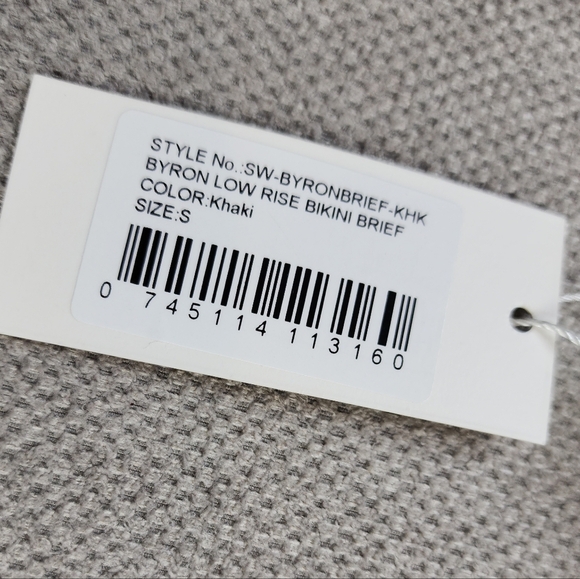 STYLE No.:SW-BYRONBRIEF-KHK
BYRON LOW RISE BIKINI BRIEF
COLOR:Khaki
SIZE:S
0 745114 113160